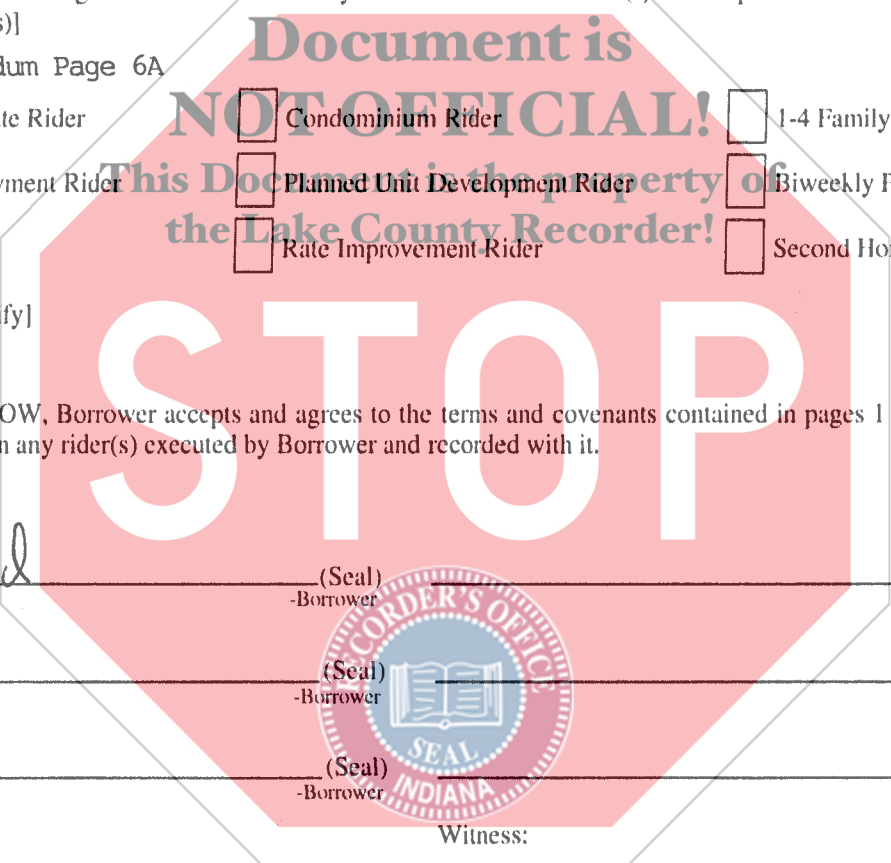 s)]
Document is
dum Page 6A
te Rider Condominium Rider 1-4 Family
NOT OFFICIAL!
yment Rider Planned Unit Development Rider Biweekly P
This Document is the property of
the Lake County Recorder!
Rate Improvement Rider Second Ho
ify]
STOP
OW, Borrower accepts and agrees to the terms and covenants contained in pages 1
n any rider(s) executed by Borrower and recorded with it.
(Seal)
-Borrower
RECORDER'S OFFICE
(Seal)
-Borrower
SEAL
(Seal)
INDIANA
-Borrower
Witness: